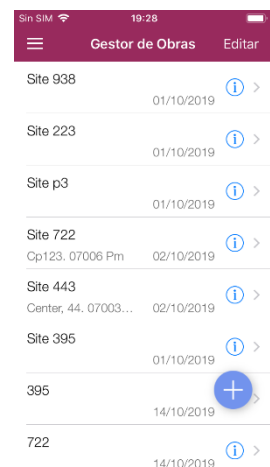 Sin SIM 19:28
Gestor de Obras Editar
Site 938
01/10/2019
Site 223
01/10/2019
Site p3
01/10/2019
Site 722
Cp123. 07006 Pm 02/10/2019
Site 443
Center, 44. 07003... 02/10/2019
Site 395
01/10/2019
395
14/10/2019
722
14/10/2019